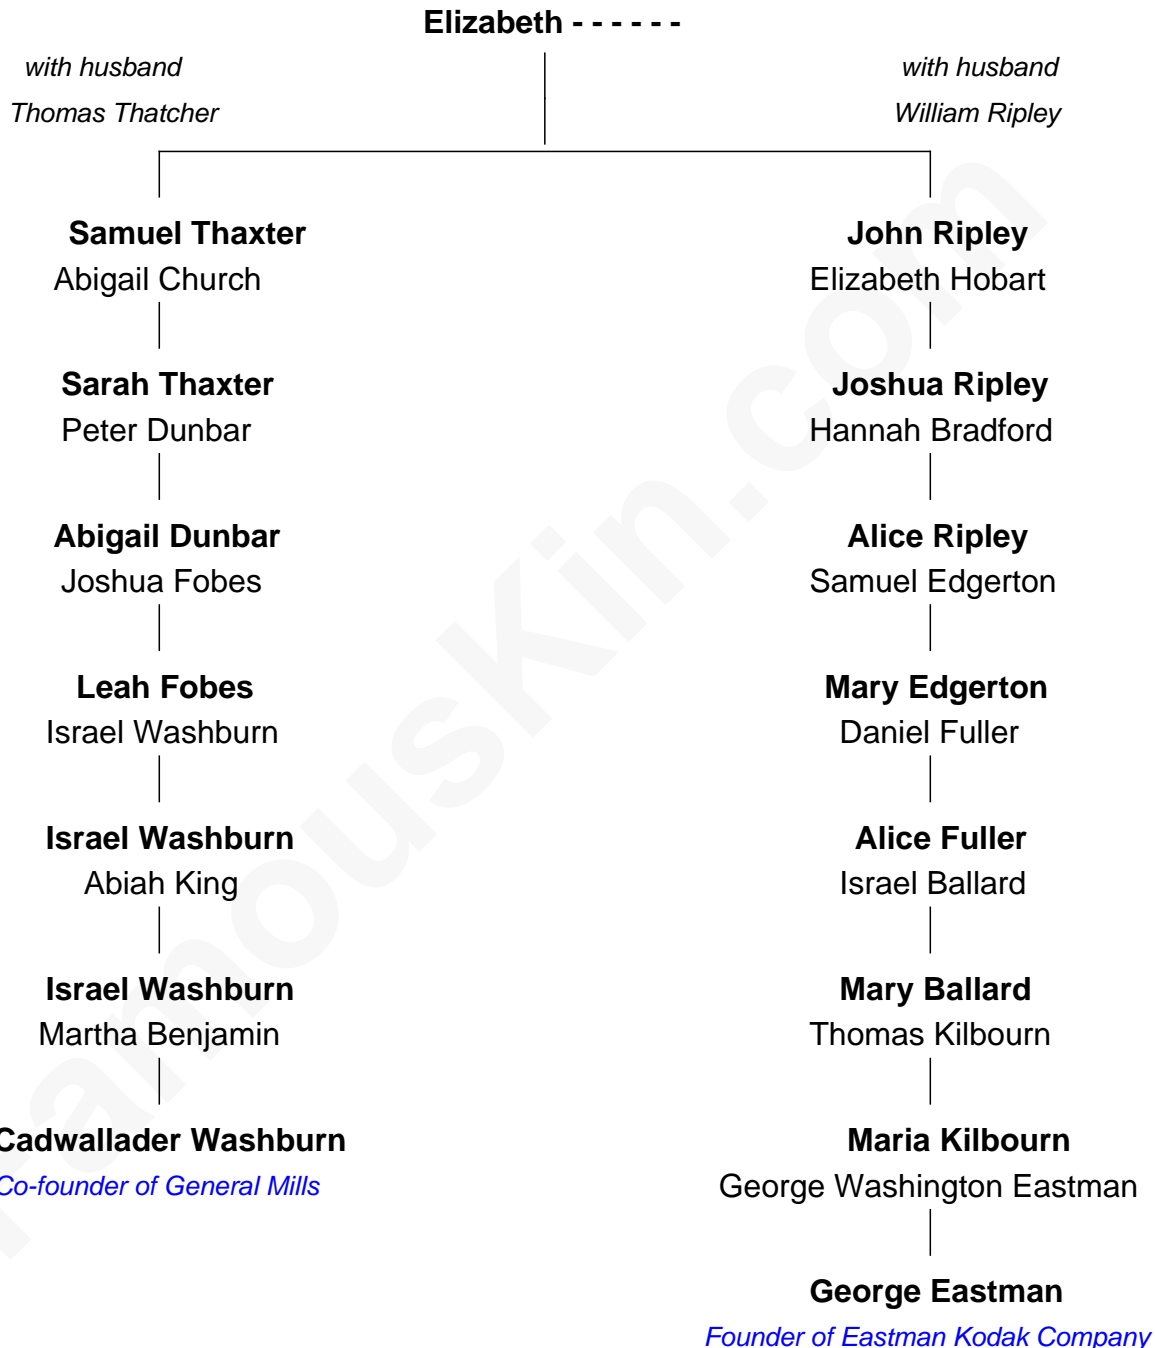 Elizabeth - - - - - -
with husband
Thomas Thatcher
with husband
William Ripley
Samuel Thaxter
Abigail Church
John Ripley
Elizabeth Hobart
Sarah Thaxter
Peter Dunbar
Joshua Ripley
Hannah Bradford
Abigail Dunbar
Joshua Fobes
Alice Ripley
Samuel Edgerton
Leah Fobes
Israel Washburn
Mary Edgerton
Daniel Fuller
Israel Washburn
Abiah King
Alice Fuller
Israel Ballard
Israel Washburn
Martha Benjamin
Mary Ballard
Thomas Kilbourn
Cadwallader Washburn
Co-founder of General Mills
Maria Kilbourn
George Washington Eastman
George Eastman
Founder of Eastman Kodak Company
FamousKin.com